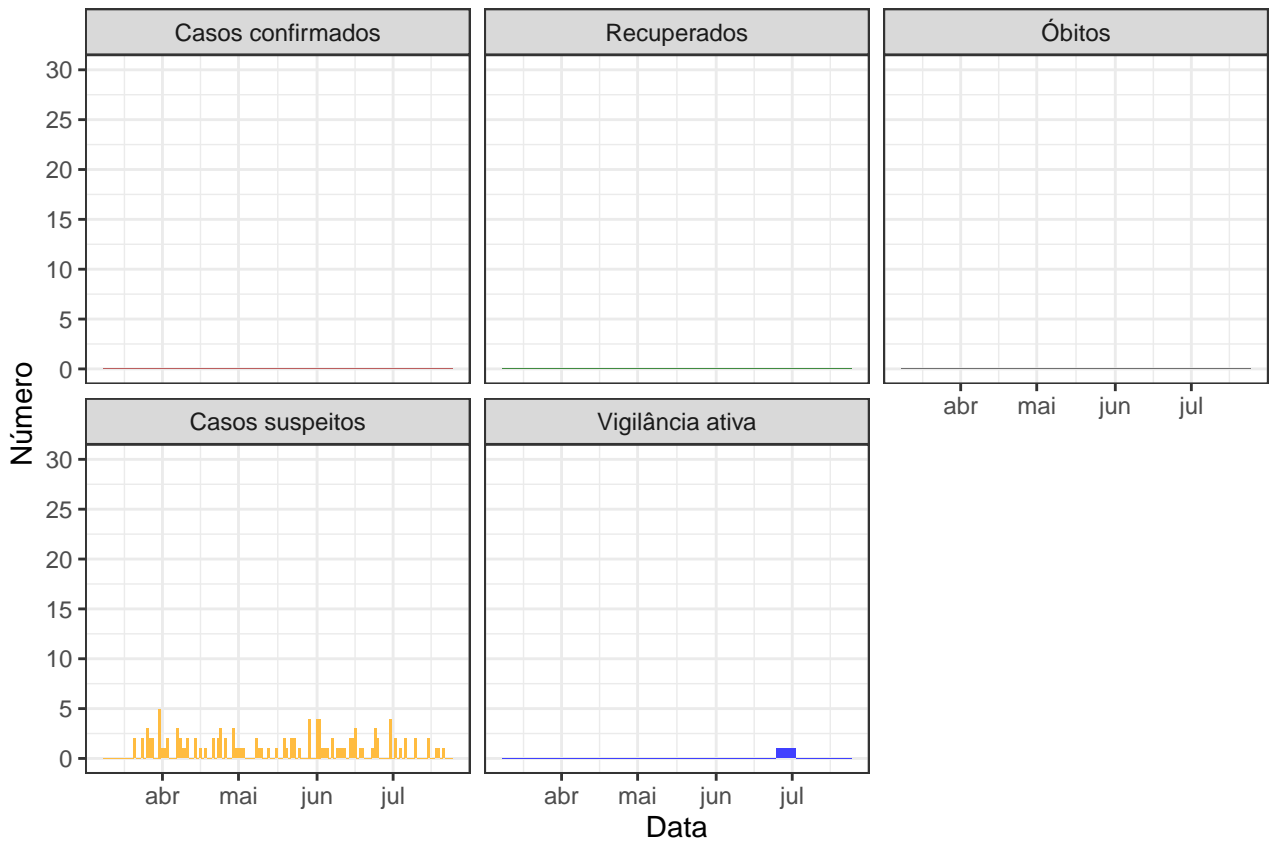 Casos confirmados
Recuperados
Óbitos
30
25
20
15
10
5
0
abr mai jun jul
Número
Casos suspeitos
Vigilância ativa
30
25
20
15
10
5
0
abr mai jun jul
abr mai jun jul
Data